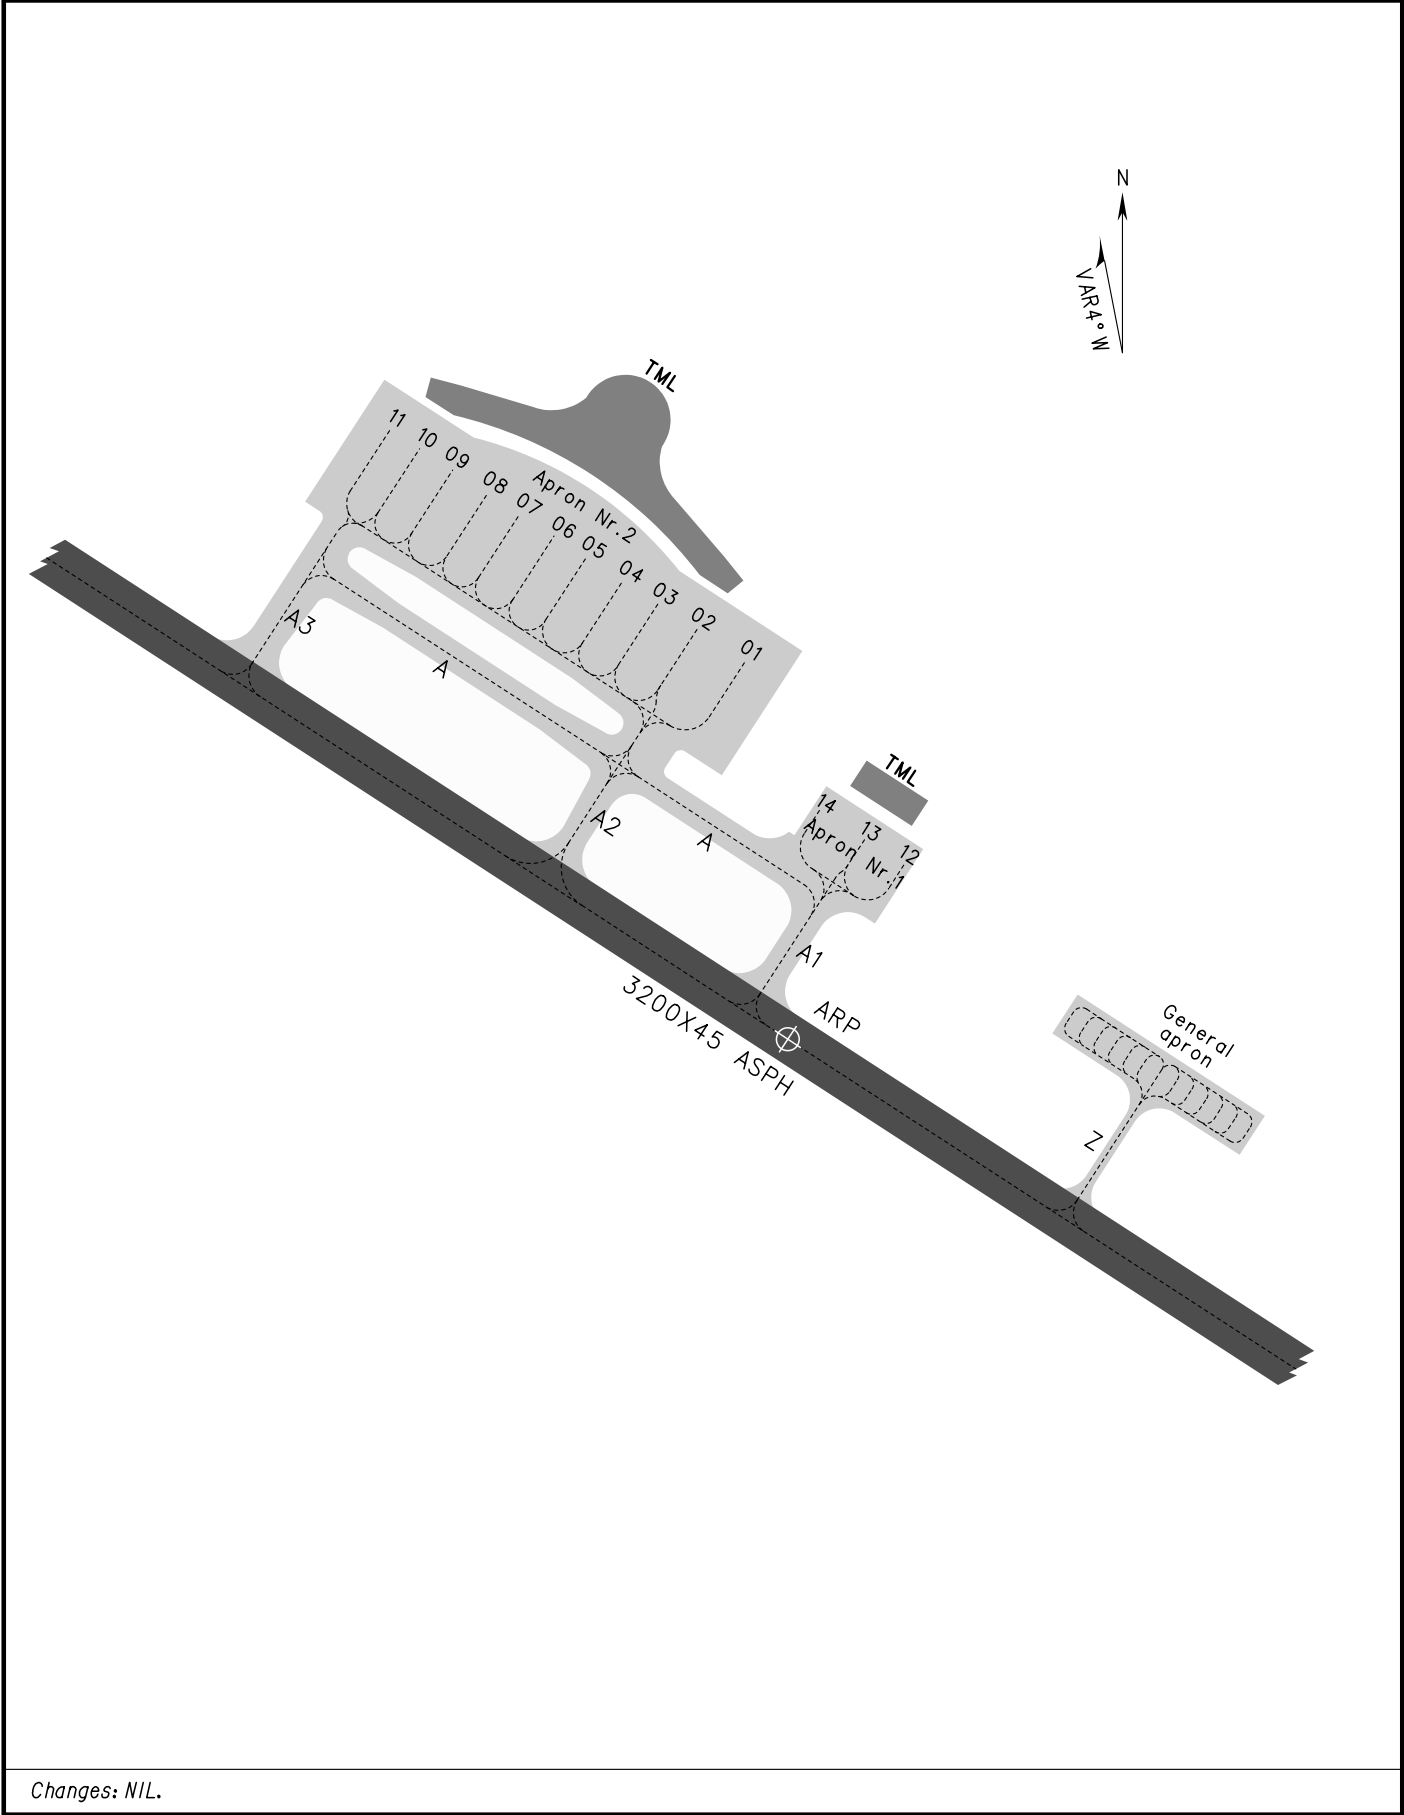 N
VAR4°W
TML
11
10
09
08
07
06
05
04
03
02
01
Apron Nr.2
A3
A
TML
14
13
12
Apron Nr.1
A2
A
A1
ARP
3200X45 ASPH
General
apron
Z
Changes: NIL.